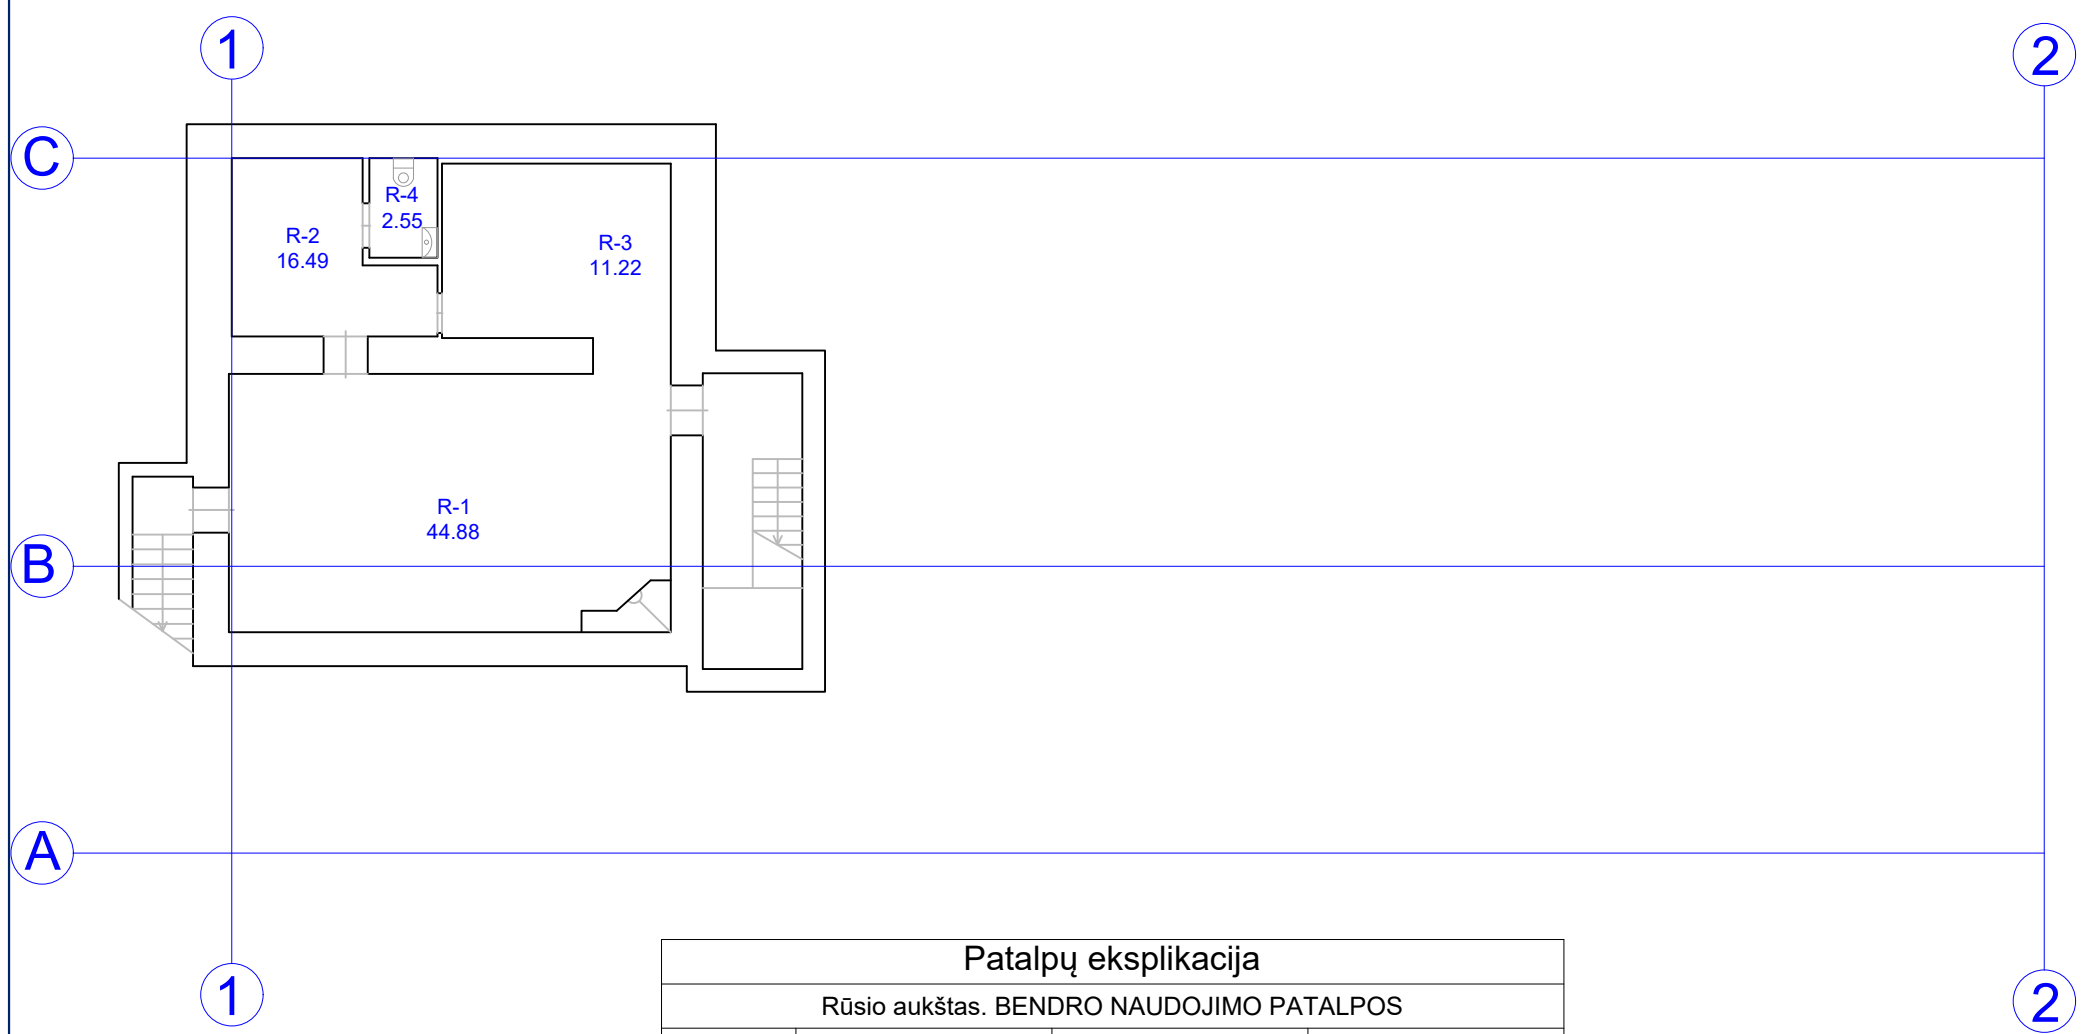 1
2
C
R-4
2.55
R-2
16.49
R-3
11.22
R-1
44.88
B
A
Patalpų eksplikacija
Rūsio aukštas. BENDRO NAUDOJIMO PATALPOS
1
2